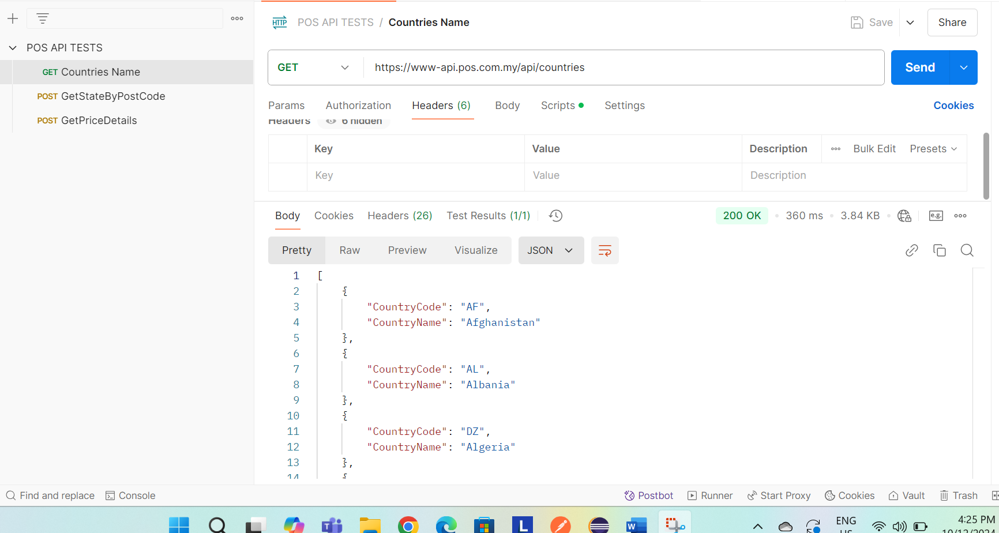 POS API TESTS / Countries Name
Save
Share
POS API TESTS
GET Countries Name
POST GetStateByPostCode
POST GetPriceDetails
GET
https://www-api.pos.com.my/api/countries
Send
Params Authorization Headers (6) Body Scripts Settings
Cookies
Headers 6 hidden
Key Value Description Bulk Edit Presets
Key Value Description
Body Cookies Headers (26) Test Results (1/1)
200 OK 360 ms 3.84 KB e.g.
Pretty Raw Preview Visualize JSON
1 [
2 {
3 "CountryCode": "AF",
4 "CountryName": "Afghanistan"
5 },
6 {
7 "CountryCode": "AL",
8 "CountryName": "Albania"
9 },
10 {
11 "CountryCode": "DZ",
12 "CountryName": "Algeria"
13 },
14 {
Find and replace Console
Postbot Runner Start Proxy Cookies Vault Trash
ENG
US
4:25 PM